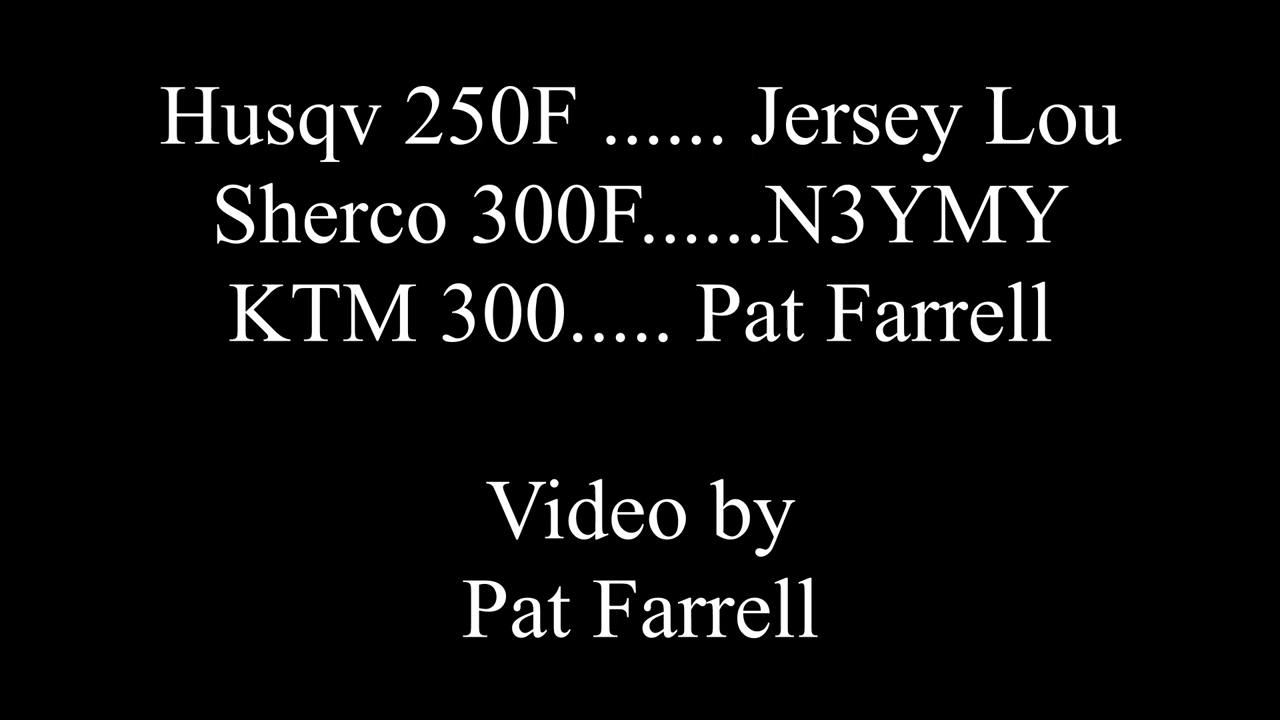 Husqv 250F ...... Jersey Lou
Sherco 300F......N3YMY
KTM 300..... Pat Farrell
Video by
Pat Farrell